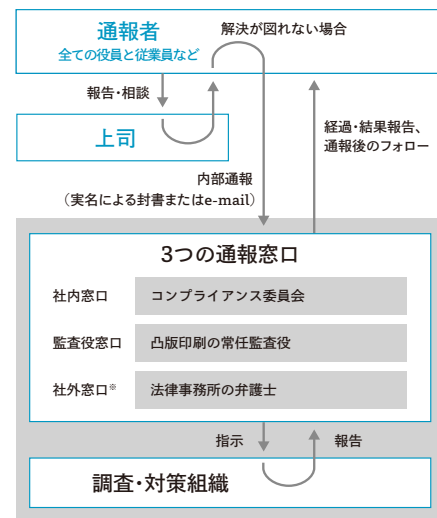 通報者
全ての役員と従業員など
解決が図れない場合
報告・相談
上司
経過・結果報告、
通報後のフォロー
内部通報
（実名による封書またはe-mail）
3つの通報窓口
社内窓口 コンプライアンス委員会
監査役窓口 凸版印刷の常任監査役
社外窓口※ 法律事務所の弁護士
指示 報告
調査・対策組織